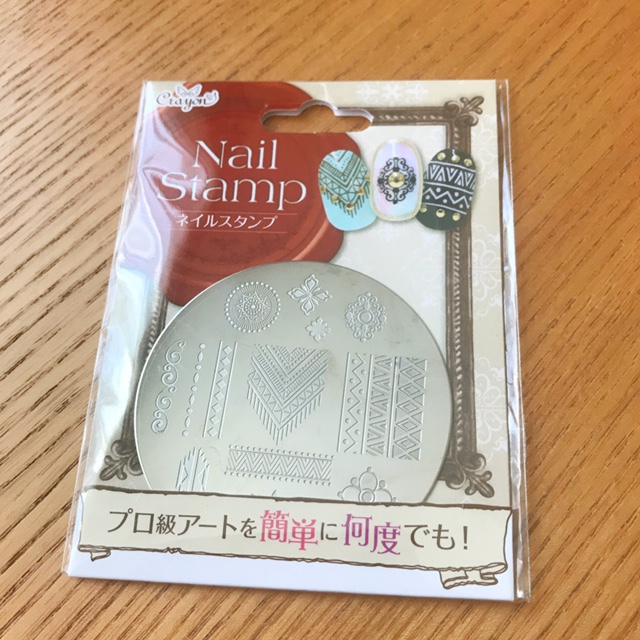 Crayon
Nail
Stamp
ネイルスタンプ
プロ級アートを簡単に何度でも!